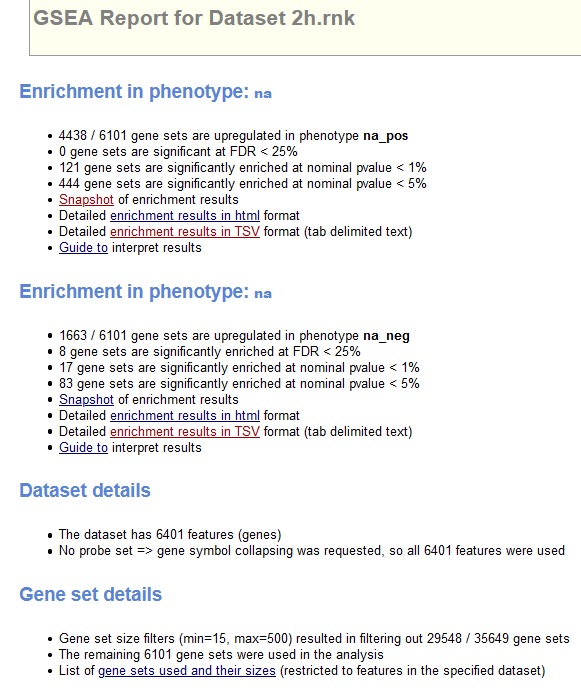 GSEA Report for Dataset 2h.rnk
Enrichment in phenotype: na
• 4438 / 6101 gene sets are upregulated in phenotype na_pos
• 0 gene sets are significant at FDR < 25%
• 121 gene sets are significantly enriched at nominal pvalue < 1%
• 444 gene sets are significantly enriched at nominal pvalue < 5%
• Snapshot of enrichment results
• Detailed enrichment results in html format
• Detailed enrichment results in TSV format (tab delimited text)
• Guide to interpret results
Enrichment in phenotype: na
• 1663 / 6101 gene sets are upregulated in phenotype na_neg
• 8 gene sets are significantly enriched at FDR < 25%
• 17 gene sets are significantly enriched at nominal pvalue < 1%
• 83 gene sets are significantly enriched at nominal pvalue < 5%
• Snapshot of enrichment results
• Detailed enrichment results in html format
• Detailed enrichment results in TSV format (tab delimited text)
• Guide to interpret results
Dataset details
• The dataset has 6401 features (genes)
• No probe set => gene symbol collapsing was requested, so all 6401 features were used
Gene set details
• Gene set size filters (min=15, max=500) resulted in filtering out 29548 / 35649 gene sets
• The remaining 6101 gene sets were used in the analysis
• List of gene sets used and their sizes (restricted to features in the specified dataset)